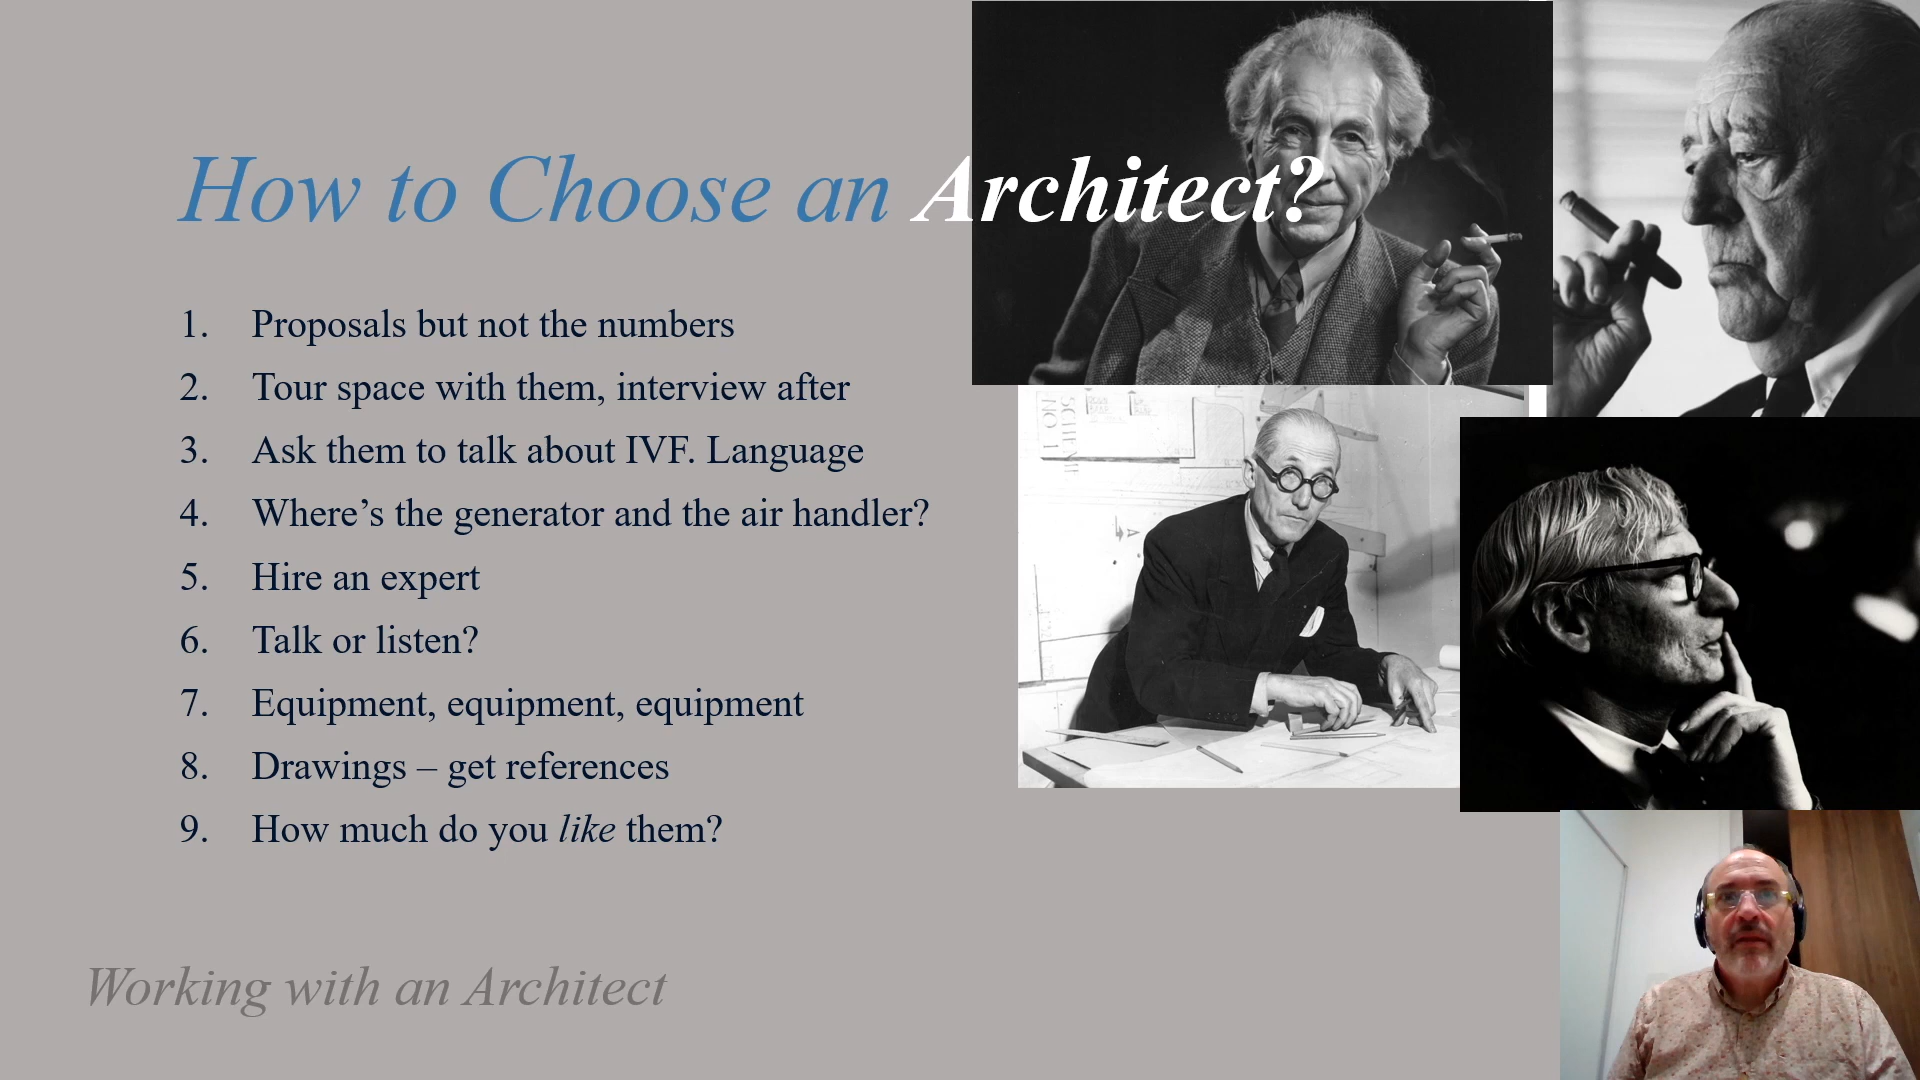 How to Choose an Architect?
1. Proposals but not the numbers
2. Tour space with them, interview after
3. Ask them to talk about IVF. Language
4. Where’s the generator and the air handler?
5. Hire an expert
6. Talk or listen?
7. Equipment, equipment, equipment
8. Drawings – get references
9. How much do you like them?
Working with an Architect